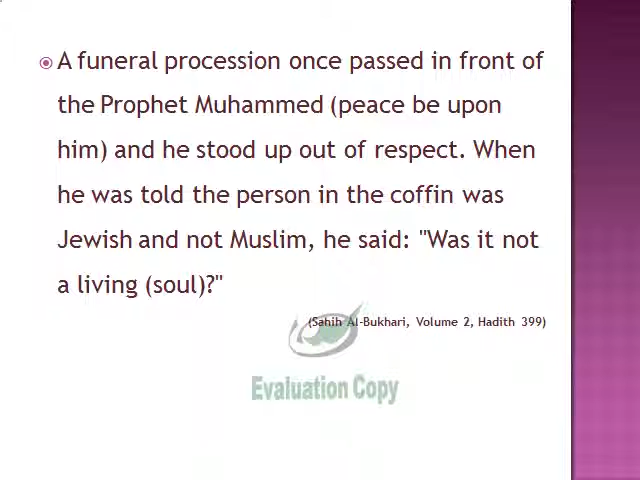 A funeral procession once passed in front of
the Prophet Muhammed (peace be upon
him) and he stood up out of respect. When
he was told the person in the coffin was
Jewish and not Muslim, he said: "Was it not
a living (soul)?"
(Sahih Al-Bukhari, Volume 2, Hadith 399)
Evaluation Copy